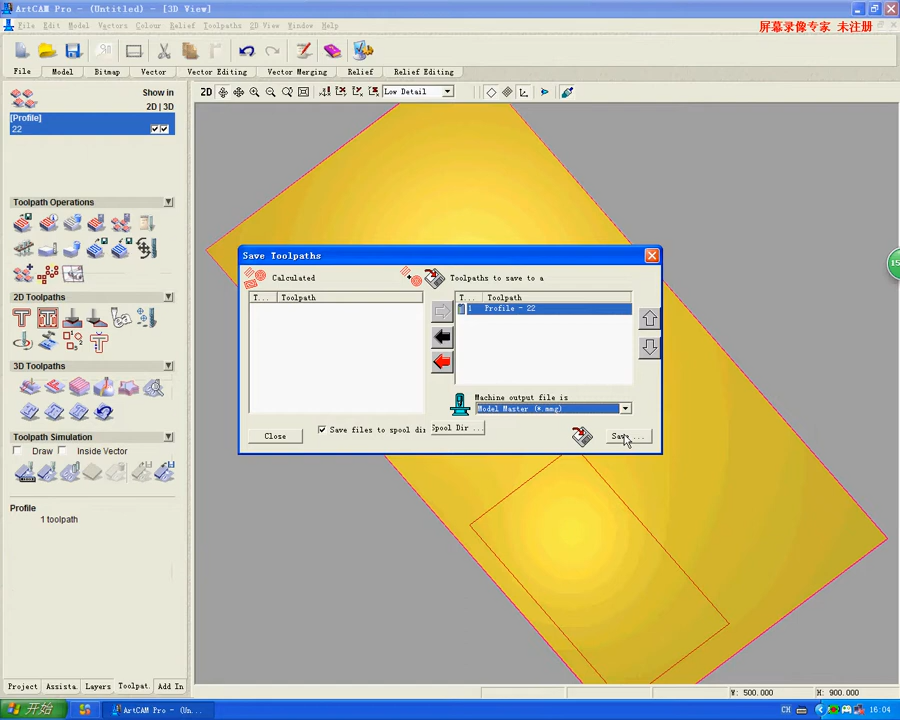 ArtCAM Pro - (Untitled) - [3D View]
File Edit Model Vectors Colour Relief Toolpaths 2D View Window Help
屏幕录像专家 未注册
File Model Bitmap Vector Vector Editing Vector Merging Relief Relief Editing
Show in
2D | 3D
2D
Low Detail
[Profile]
22
Toolpath Operations
2D Toolpaths
3D Toolpaths
Toolpath Simulation
Draw Inside Vector
Profile
1 toolpath
Save Toolpaths
Calculated
Toolpaths to save to a
T... Toolpath
T... Toolpath
1 Profile - 22
Machine output file is
Model Master (*.mmg)
Close
Save files to spool dir
Spool Dir ...
Save ...
15
Project Assista. Layers Toolpat. Add In
W: 500.000 H: 900.000
开始
ArtCAM Pro - (Un...
CH
16:04